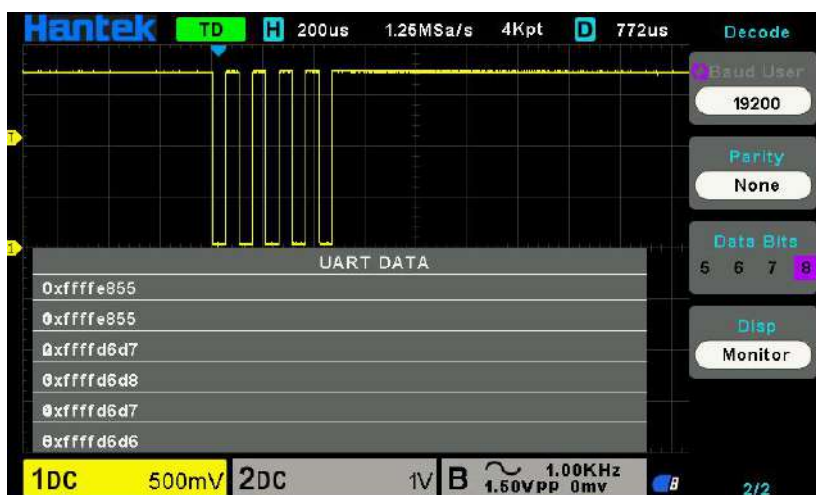 Hantek TD H 200us 1.25MSa/s 4Kpt D 772us Decode
Baud User
19200
Parity
None
Data Bits
5 6 7 8
Disp
Monitor
T
1
UART DATA
0xffffe855
0xffffe855
0xffffd6d7
0xffffd6d8
0xffffd6d7
0xffffd6d6
1DC 500mV 2DC 1V B 1.00KHz
1.50VPP 0mv
2/2